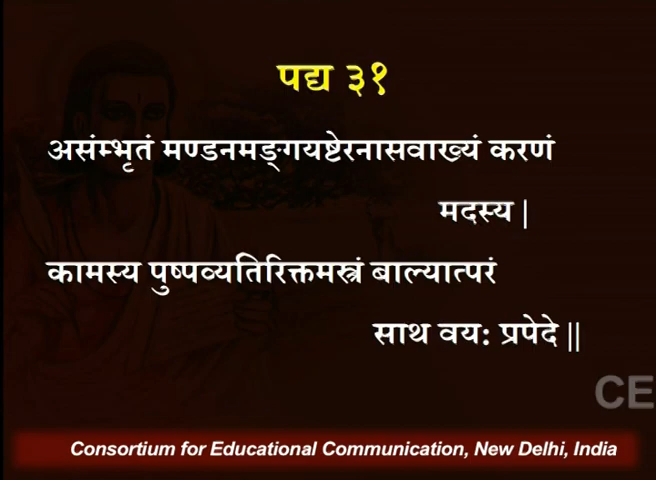 पद्य ३१
असंम्भृतं मण्डनमङ्गयष्टेरनासवाख्यं करणं
मदस्य |
कामस्य पुष्पव्यतिरिक्तमस्त्रं बाल्यात्परं
साथ वय: प्रपेदे ||
CE
Consortium for Educational Communication, New Delhi, India